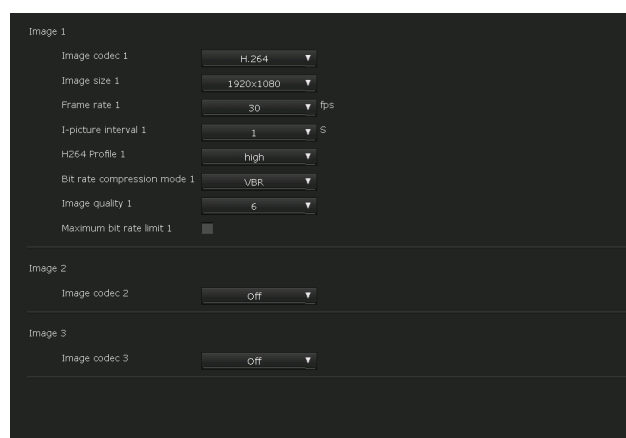 Image 1
Image codec 1 H.264
Image size 1 1920×1080
Frame rate 1 30 fps
I-picture interval 1 1 S
H264 Profile 1 high
Bit rate compression mode 1 VBR
Image quality 1 6
Maximum bit rate limit 1
Image 2
Image codec 2 Off
Image 3
Image codec 3 Off